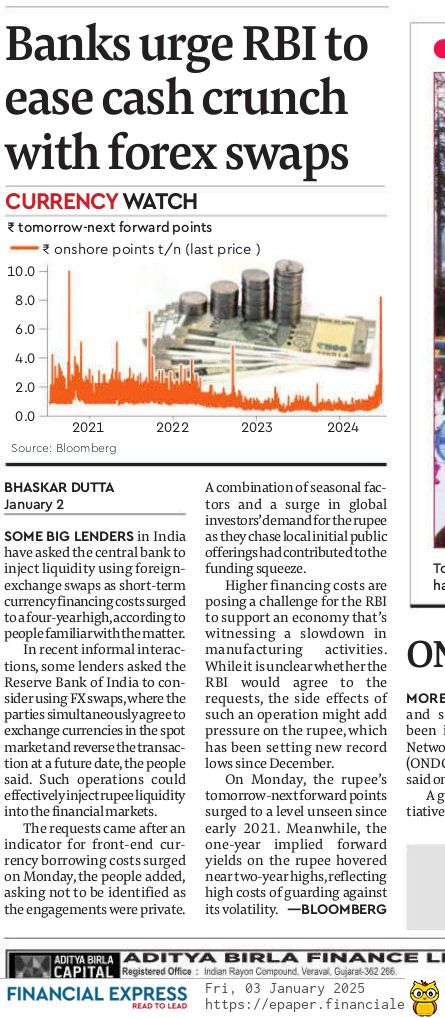 Banks urge RBI to
ease cash crunch
with forex swaps
CURRENCY WATCH
₹ tomorrow-next forward points
₹ onshore points t/n (last price )
10.0
8.0
6.0
4.0
2.0
0.0
2021
2022
2023
2024
Source: Bloomberg
BHASKAR DUTTA
January 2
SOME BIG LENDERS in India
have asked the central bank to
inject liquidity using foreign-
exchange swaps as short-term
currency financing costs surged
to a four-year high, according to
people familiar with the matter.
In recent informal interac-
tions, some lenders asked the
Reserve Bank of India to con-
sider using FX swaps, where the
parties simultaneously agree to
exchange currencies in the spot
market and reverse the transac-
tion at a future date, the people
said. Such operations could
effectively inject rupee liquidity
into the financial markets.
The requests came after an
indicator for front-end cur-
rency borrowing costs surged
on Monday, the people added,
asking not to be identified as
the engagements were private.
A combination of seasonal fac-
tors and a surge in global
investors' demand for the rupee
as they chase local initial public
offerings had contributed to the
funding squeeze.
Higher financing costs are
posing a challenge for the RBI
to support an economy that's
witnessing a slowdown in
manufacturing activities.
While it is unclear whether the
RBI would agree to the
requests, the side effects of
such an operation might add
pressure on the rupee, which
has been setting new record
lows since December.
On Monday, the rupee's
tomorrow-next forward points
surged to a level unseen since
early 2021. Meanwhile, the
one-year implied forward
yields on the rupee hovered
near two-year highs, reflecting
high costs of guarding against
its volatility. —BLOOMBERG
To
ha
ON
MORE
and s
been i
Netwo
(ONDC
said on
A g
tiative
ADITYA BIRLA
CAPITAL
ADITYA BIRLA FINANCE LI
Registered Office : Indian Rayon Compound, Veraval, Gujarat-362 266.
FINANCIAL EXPRESS
READ TO LEAD
Fri, 03 January 2025
https://epaper.financiale